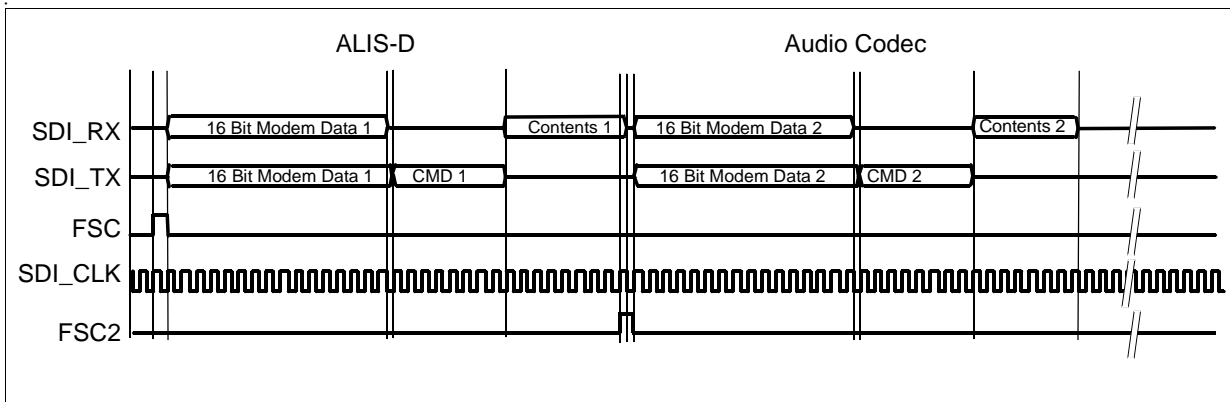 ALIS-D Audio Codec
SDI_RX 16 Bit Modem Data 1 Contents 1 16 Bit Modem Data 2 Contents 2
SDI_TX 16 Bit Modem Data 1 CMD 1 16 Bit Modem Data 2 CMD 2
FSC
SDI_CLK
FSC2